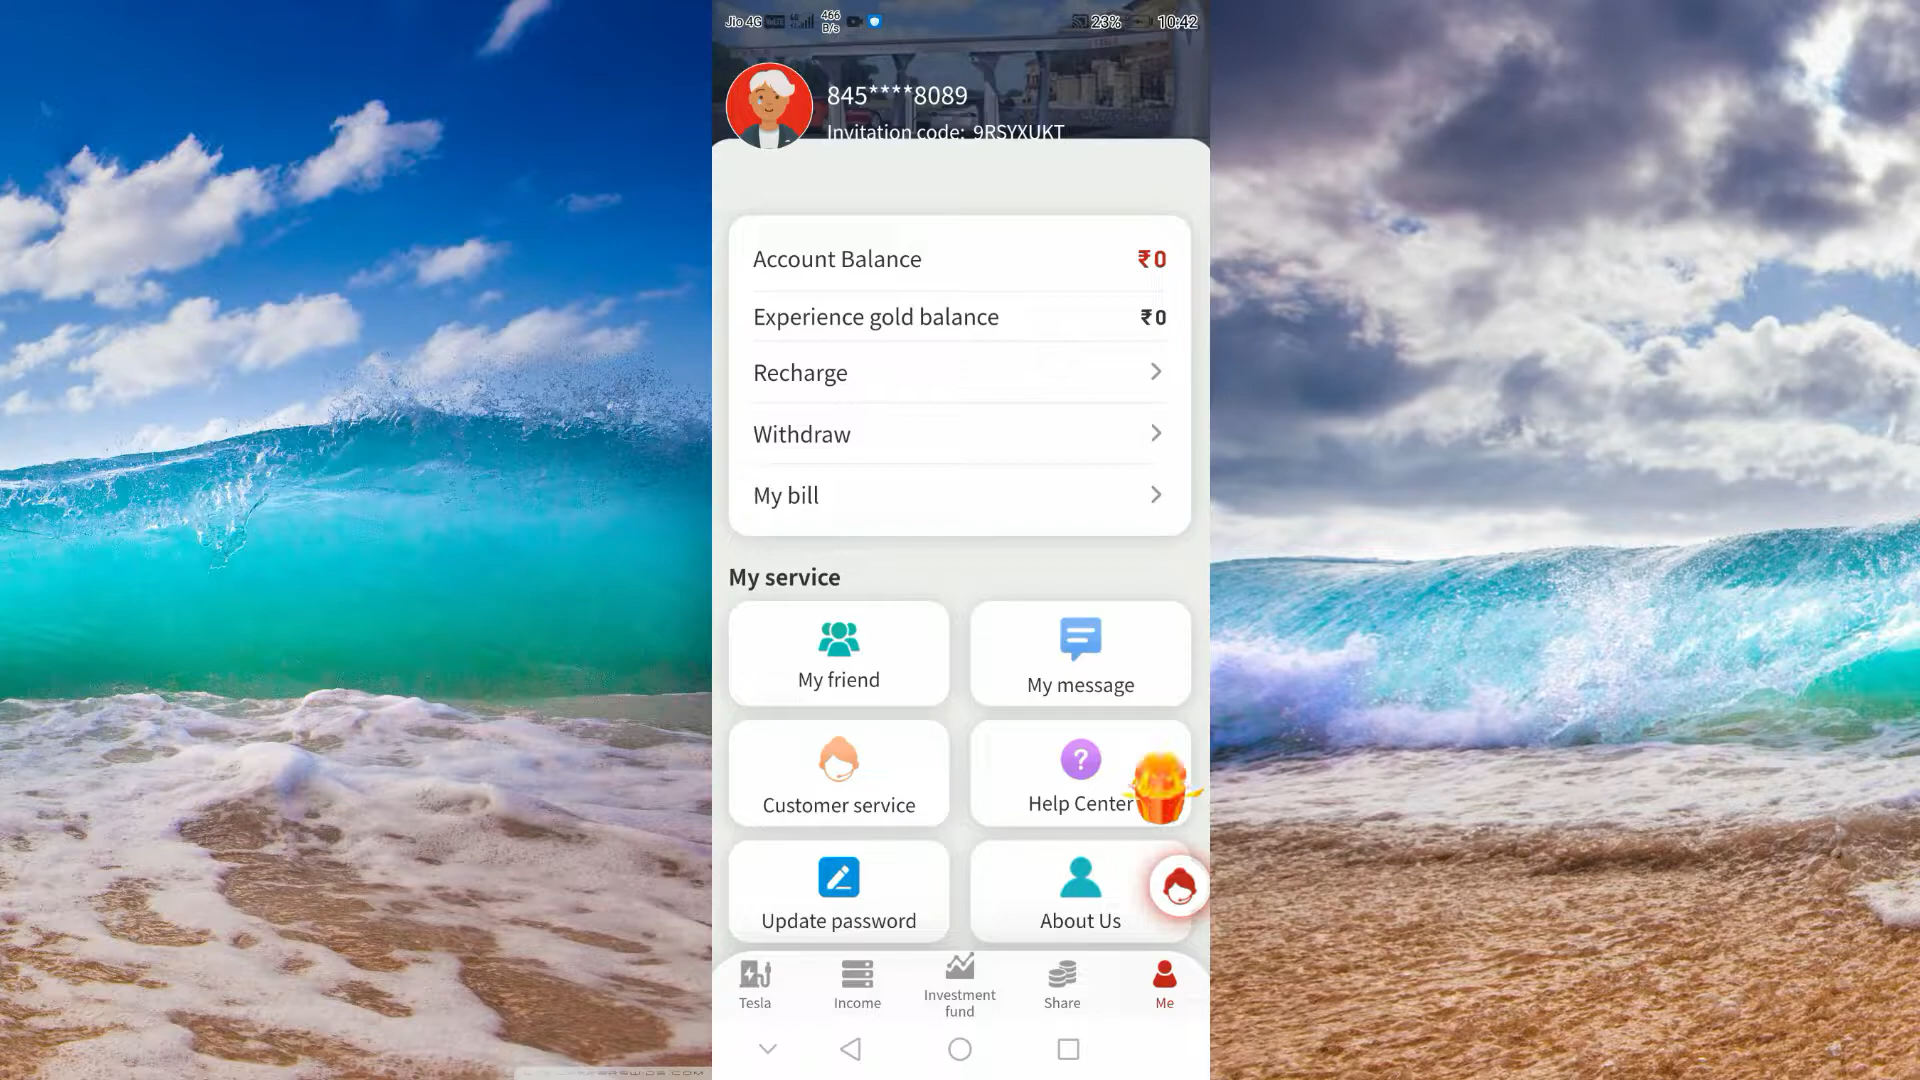 Jio 4G 466 B/s 23% 10:42
845****8089
Invitation code: 9RSYXUKT
Account Balance ₹0
Experience gold balance ₹0
Recharge
Withdraw
My bill
My service
My friend
My message
Customer service
Help Center
Update password
About Us
Tesla
Income
Investment fund
Share
Me